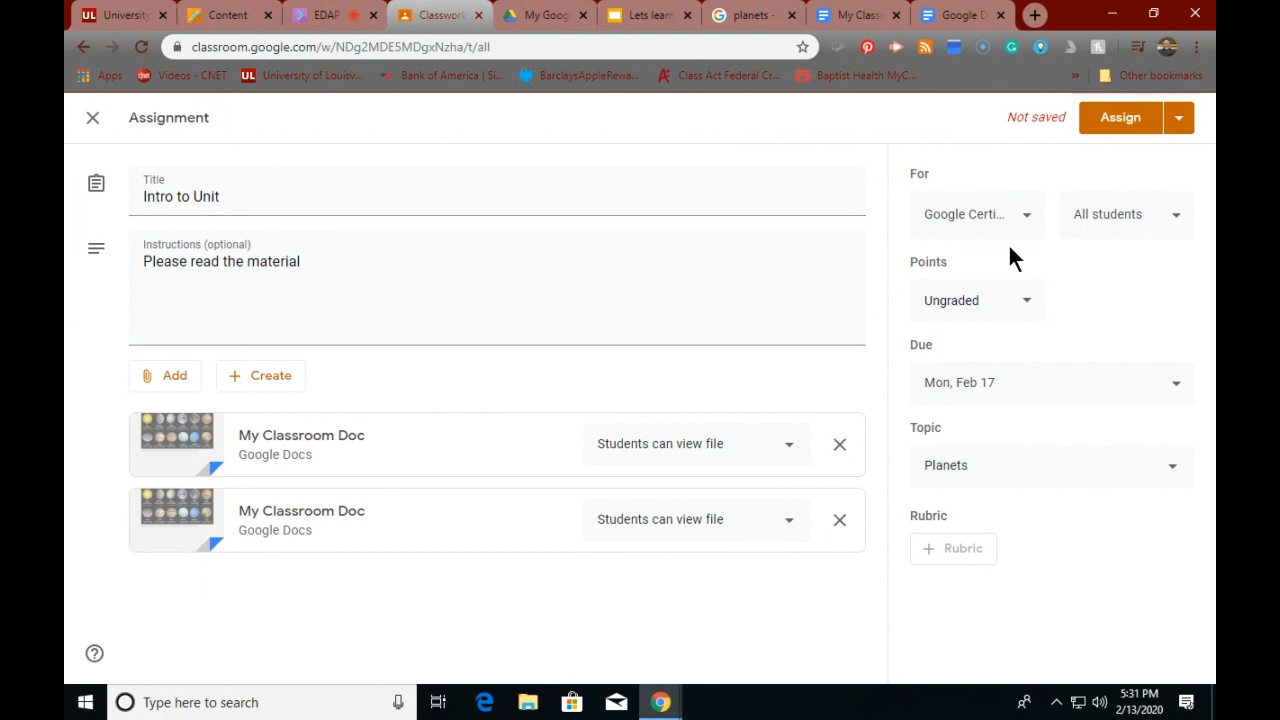 University
Content
EDAP
Classwork
My Goog
Lets learn
planets -
My Class
Google D
classroom.google.com/w/NDg2MDE5MDgxNzha/t/all
Apps
Videos - CNET
University of Louisv...
Bank of America | Si...
BarclaysAppleRewa...
Class Act Federal Cr...
Baptist Health MyC...
»
Other bookmarks
Assignment
Not saved
Assign
Title
Intro to Unit
Instructions (optional)
Please read the material
Add
+ Create
My Classroom Doc
Google Docs
Students can view file
My Classroom Doc
Google Docs
Students can view file
For
Google Certi...
All students
Points
Ungraded
Due
Mon, Feb 17
Topic
Planets
Rubric
+ Rubric
Type here to search
5:31 PM
2/13/2020